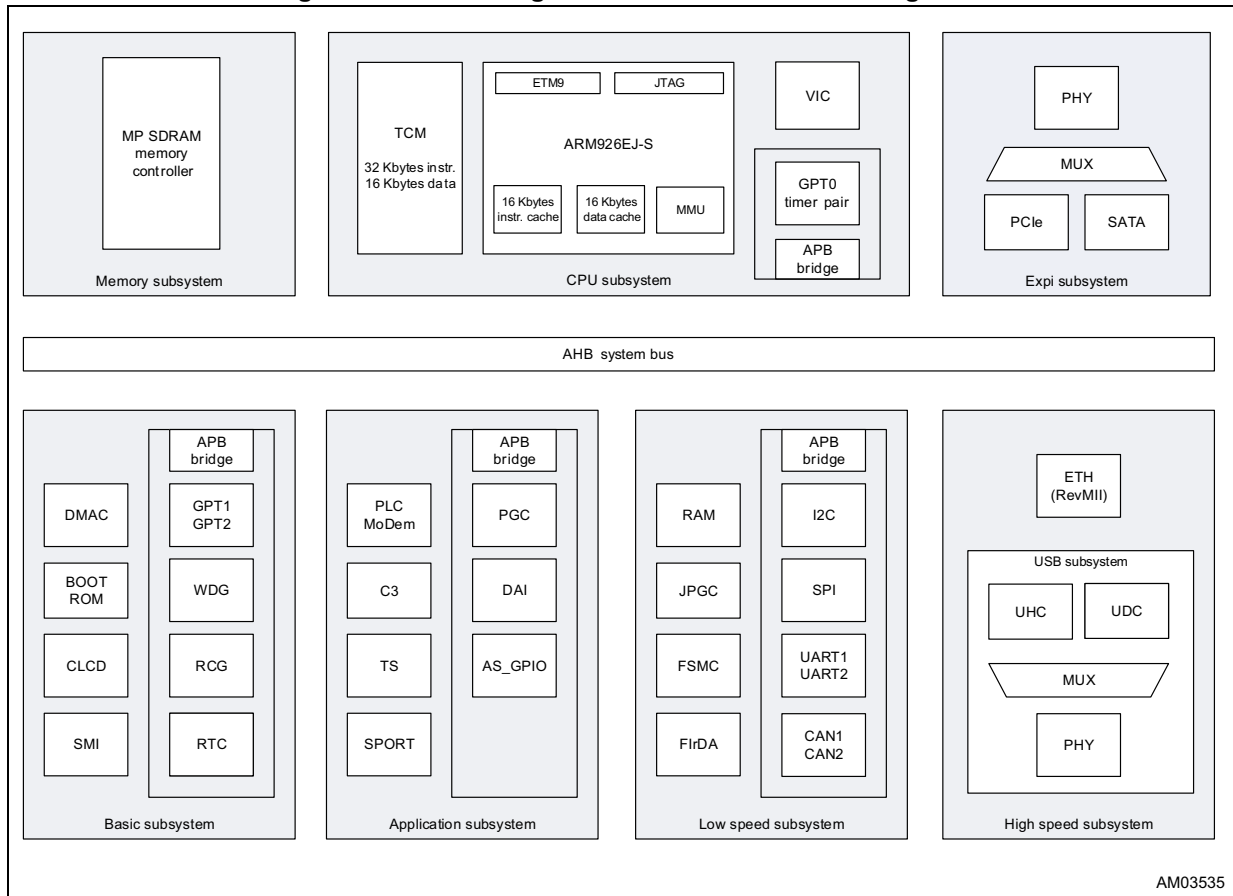 MP SDRAM
memory
controller
Memory subsystem
TCM
32 Kbytes instr.
16 Kbytes data
ETM9
JTAG
ARM926EJ-S
16 Kbytes
instr. cache
16 Kbytes
data cache
MMU
VIC
GPT0
timer pair
APB
bridge
CPU subsystem
PHY
MUX
PCIe
SATA
Expi subsystem
AHB system bus
DMAC
BOOT
ROM
CLCD
SMI
APB
bridge
GPT1
GPT2
WDG
RCG
RTC
Basic subsystem
PLC
MoDem
C3
TS
SPORT
APB
bridge
PGC
DAI
AS_GPIO
Application subsystem
RAM
JPGC
FSMC
FIrDA
APB
bridge
I2C
SPI
UART1
UART2
CAN1
CAN2
Low speed subsystem
ETH
(RevMII)
USB subsystem
UHC
UDC
MUX
PHY
High speed subsystem
AM03535